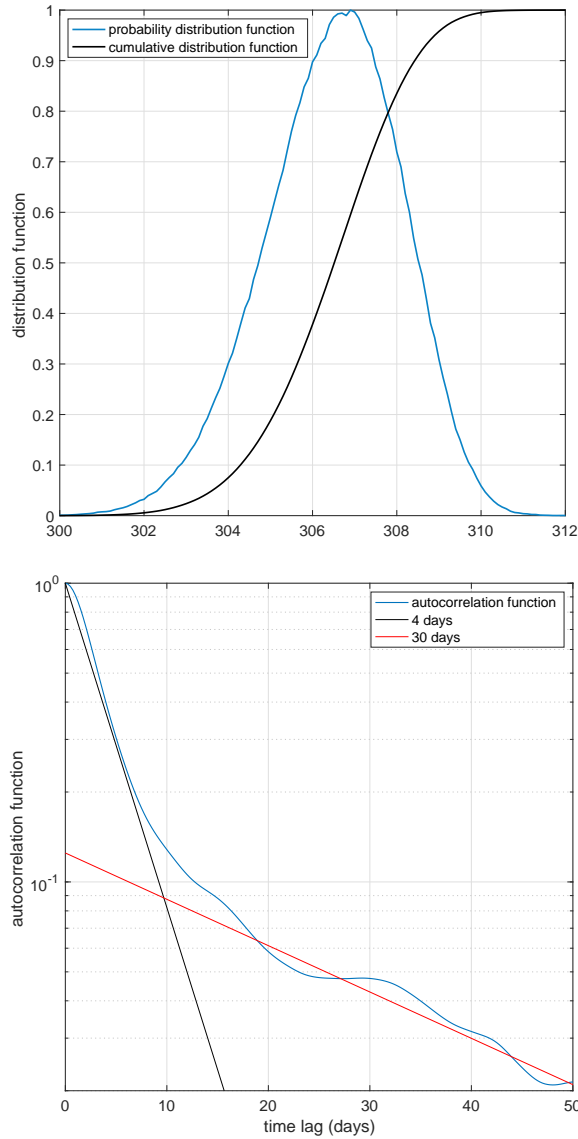 1
probability distribution function
cumulative distribution function
0.9
0.8
0.7
0.6
0.5
0.4
0.3
0.2
0.1
0
distribution function
300 302 304 306 308 310 312
10^0
autocorrelation function
4 days
30 days
10^-1
autocorrelation function
0 10 20 30 40 50
time lag (days)